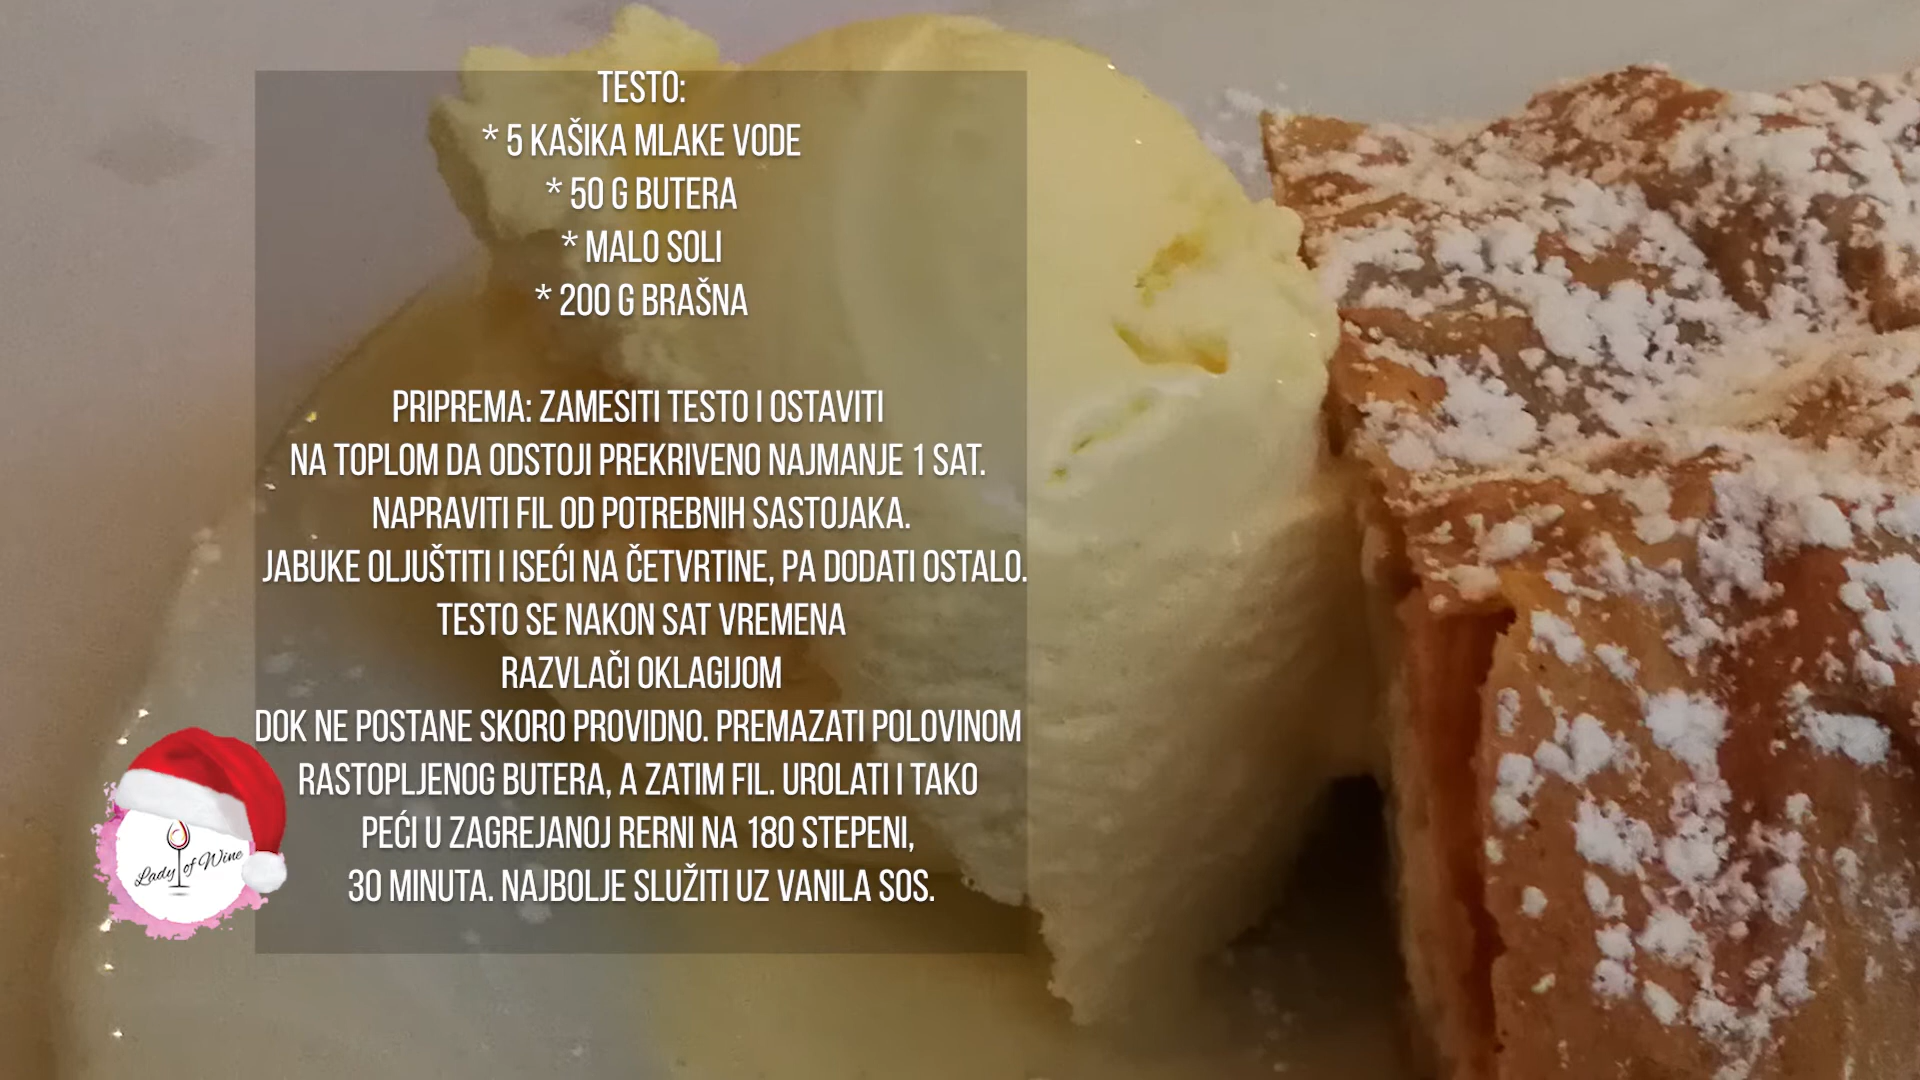 TESTO:
* 5 KAŠIKA MLAKE VODE
* 50 G BUTERA
* MALO SOLI
* 200 G BRAŠNA
PRIPREMA: ZAMESITI TESTO I OSTAVITI
NA TOPLOM DA ODSTOJI PREKRIVENO NAJMANJE 1 SAT.
NAPRAVITI FIL OD POTREBNIH SASTOJAKA.
JABUKE OLJUŠTITI I ISEĆI NA ČETVRTINE, PA DODATI OSTALO.
TESTO SE NAKON SAT VREMENA
RAZVLAČI OKLAGIJOM
DOK NE POSTANE SKORO PROVIDNO. PREMAZATI POLOVINOM
RASTOPLJENOG BUTERA, A ZATIM FIL. UROLATI I TAKO
PEĆI U ZAGREJANOJ RERNI NA 180 STEPENI,
30 MINUTA. NAJBOLJE SLUŽITI UZ VANILA SOS.
Lady of Wine